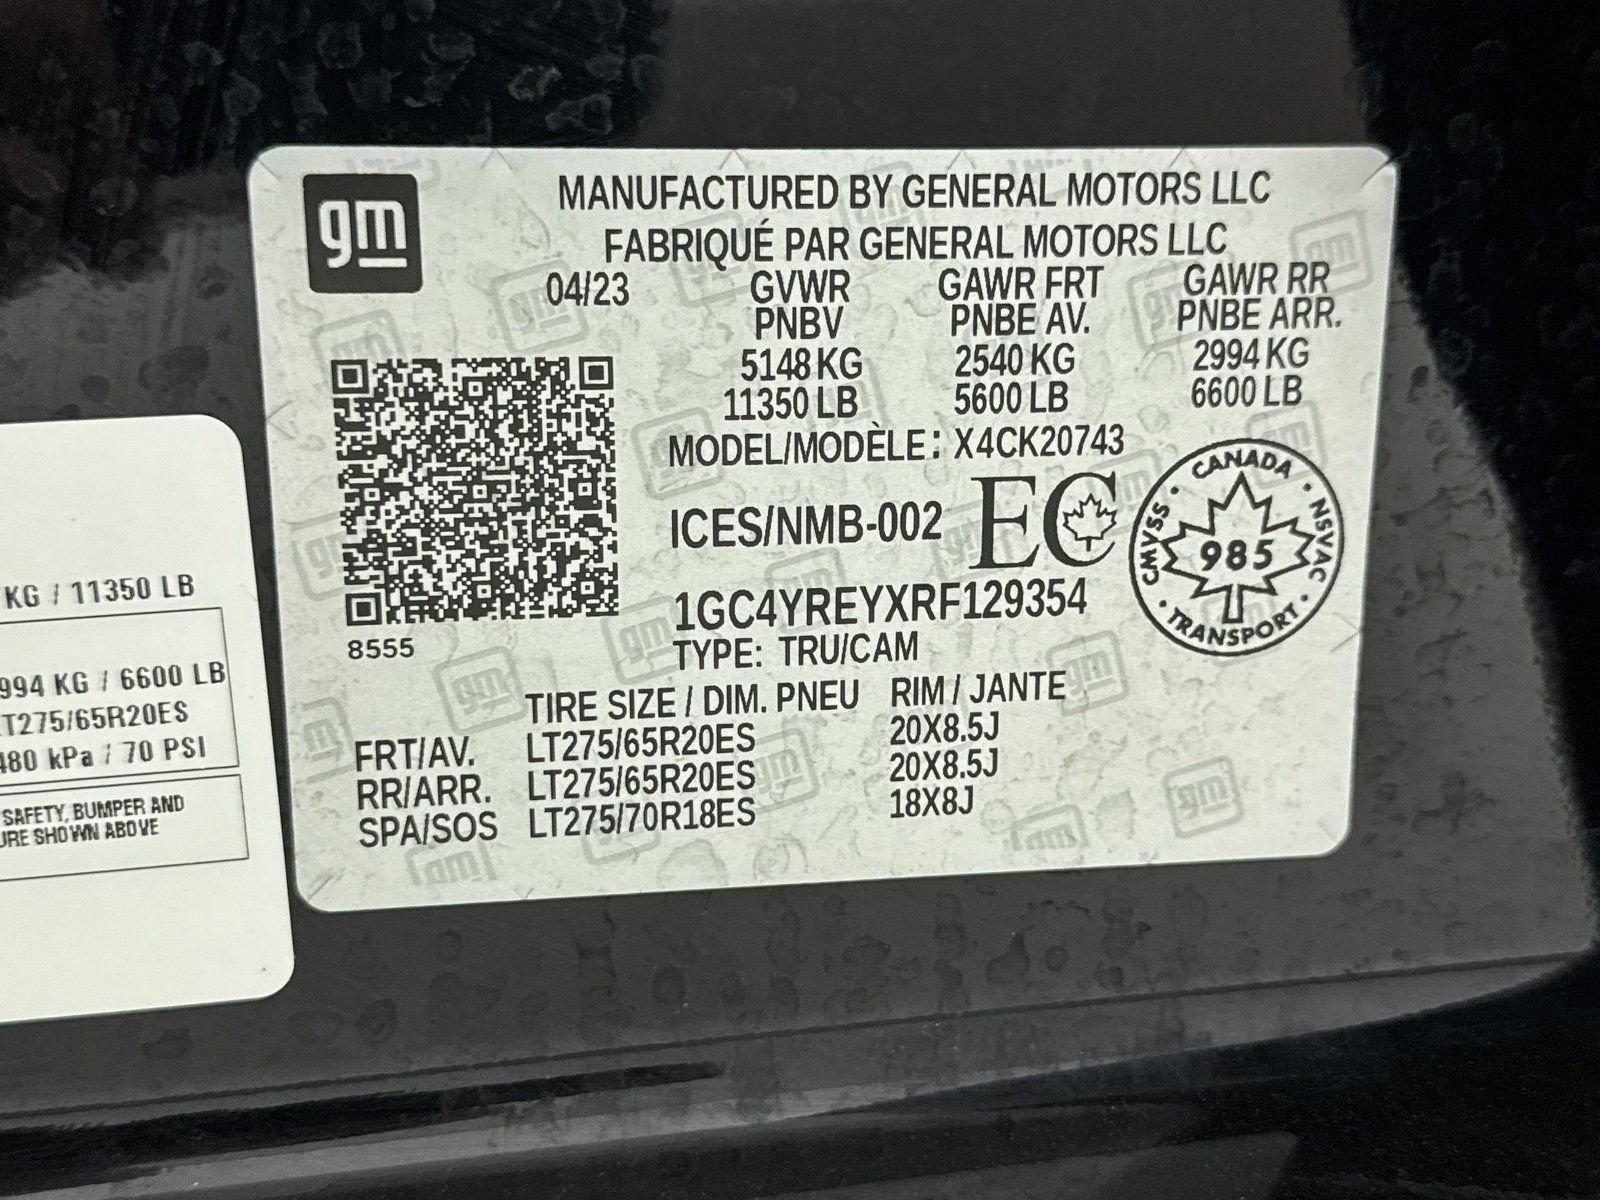 gm
MANUFACTURED BY GENERAL MOTORS LLC
FABRIQUÉ PAR GENERAL MOTORS LLC
04/23 GVWR GAWR FRT GAWR RR
PNBV PNBE AV. PNBE ARR.
5148 KG 2540 KG 2994 KG
11350 LB 5600 LB 6600 LB
MODEL/MODÈLE: X4CK20743
ICES/NMB-002 EC
CANADA
CMVSS 985 NSVAC
TRANSPORT
1GC4YREYXRF129354
8555
TYPE: TRU/CAM
TIRE SIZE / DIM. PNEU RIM / JANTE
FRT/AV. LT275/65R20ES 20X8.5J
RR/ARR. LT275/65R20ES 20X8.5J
SPA/SOS LT275/70R18ES 18X8J
KG / 11350 LB
994 KG / 6600 LB
T275/65R20ES
480 kPa / 70 PSI
SAFETY, BUMPER AND
URE SHOWN ABOVE